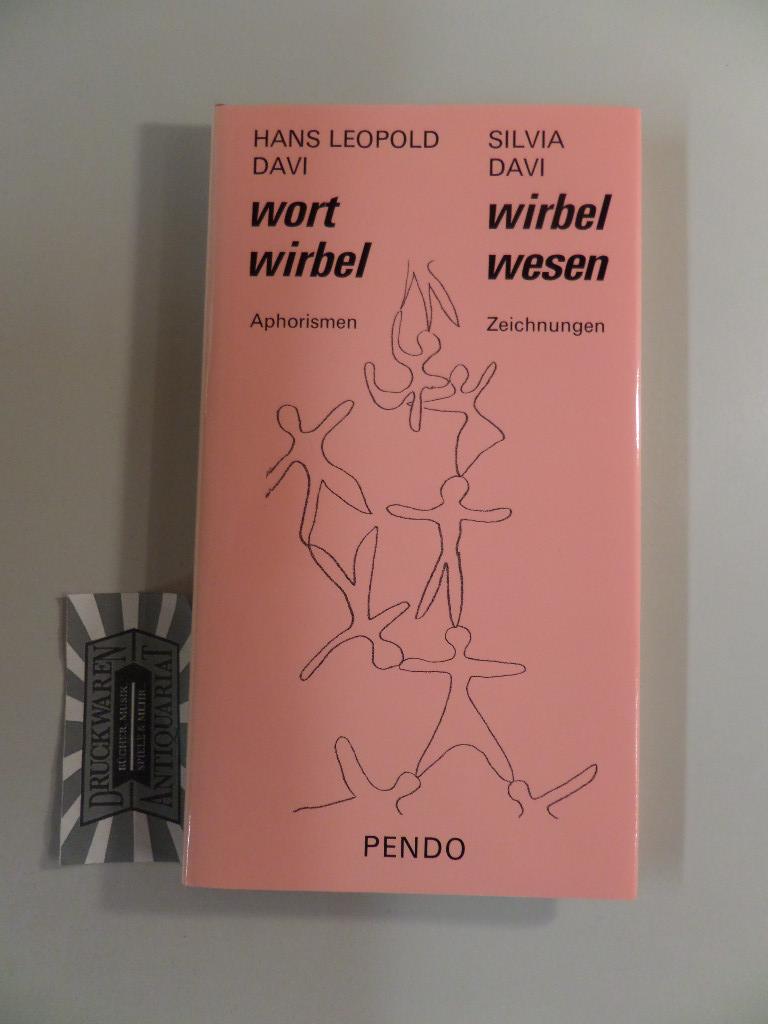 HANS LEOPOLD
DAVI
wort
wirbel
Aphorismen
SILVIA
DAVI
wirbel
wesen
Zeichnungen
PENDO
DRUCKWAREN
BÜCHER, MUSIK,
SPIELE & MEHR
ANTIQUARIAT